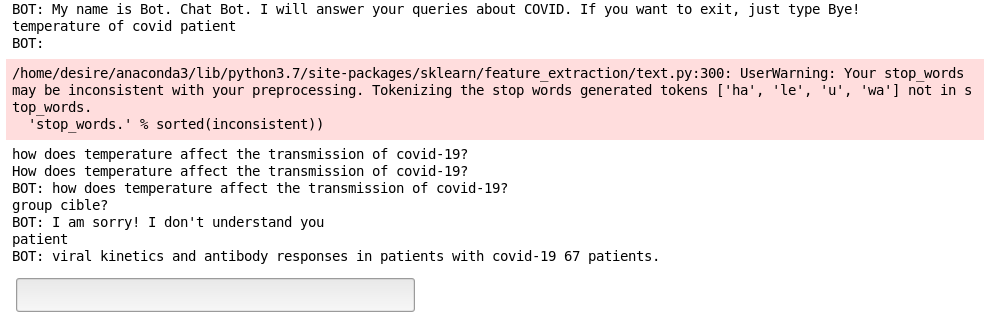 BOT: My name is Bot. Chat Bot. I will answer your queries about COVID. If you want to exit, just type Bye!
temperature of covid patient
BOT:
/home/desire/anaconda3/lib/python3.7/site-packages/sklearn/feature_extraction/text.py:300: UserWarning: Your stop_words
may be inconsistent with your preprocessing. Tokenizing the stop words generated tokens ['ha', 'le', 'u', 'wa'] not in s
top_words.
  'stop_words.' % sorted(inconsistent))
how does temperature affect the transmission of covid-19?
How does temperature affect the transmission of covid-19?
BOT: how does temperature affect the transmission of covid-19?
group cible?
BOT: I am sorry! I don't understand you
patient
BOT: viral kinetics and antibody responses in patients with covid-19 67 patients.